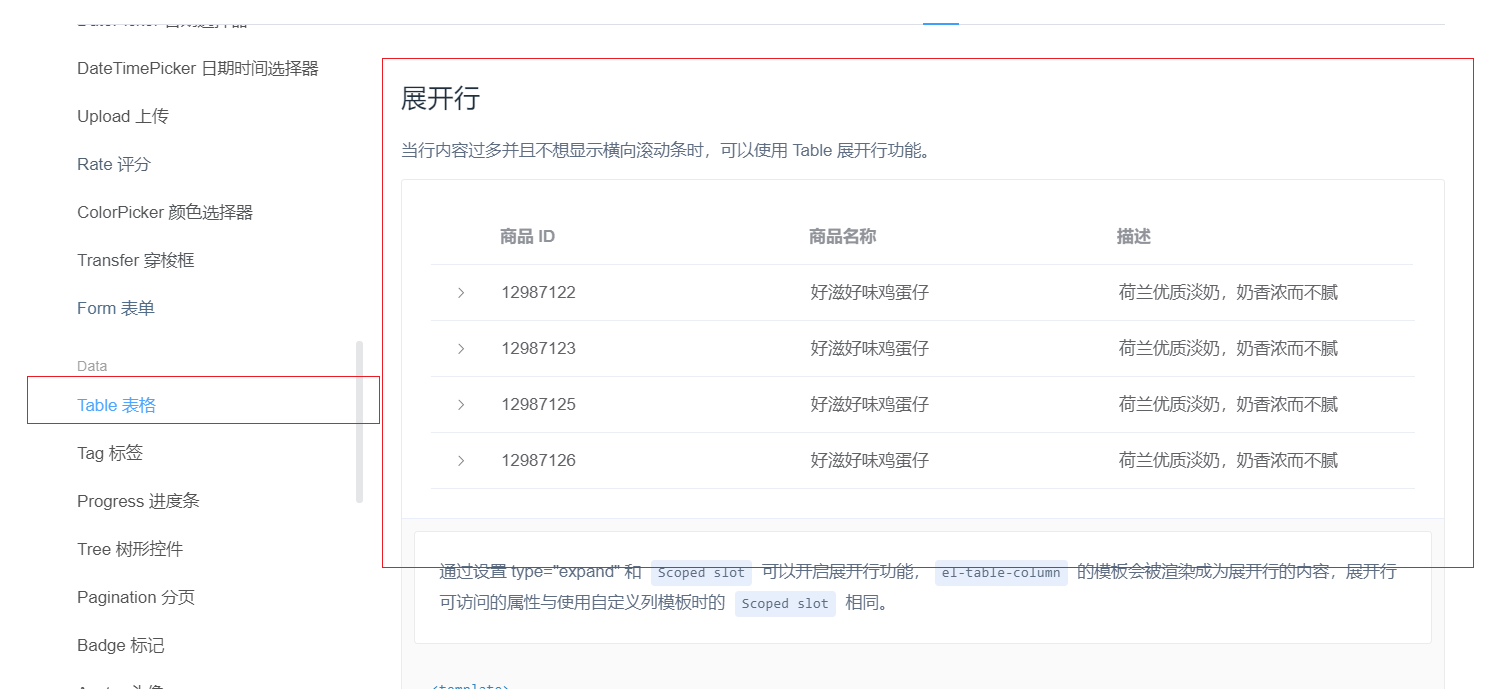 DateTimePicker 日期时间选择器
Upload 上传
Rate 评分
ColorPicker 颜色选择器
Transfer 穿梭框
Form 表单
Data
Table 表格
Tag 标签
Progress 进度条
Tree 树形控件
Pagination 分页
Badge 标记
展开行
当行内容过多并且不想显示横向滚动条时，可以使用 Table 展开行功能。
商品 ID 商品名称 描述
12987122 好滋好味鸡蛋仔 荷兰优质淡奶，奶香浓而不腻
12987123 好滋好味鸡蛋仔 荷兰优质淡奶，奶香浓而不腻
12987125 好滋好味鸡蛋仔 荷兰优质淡奶，奶香浓而不腻
12987126 好滋好味鸡蛋仔 荷兰优质淡奶，奶香浓而不腻
通过设置 type="expand" 和 Scoped slot 可以开启展开行功能， el-table-column 的模板会被渲染成为展开行的内容，展开行
可访问的属性与使用自定义列模板时的 Scoped slot 相同。
<template>